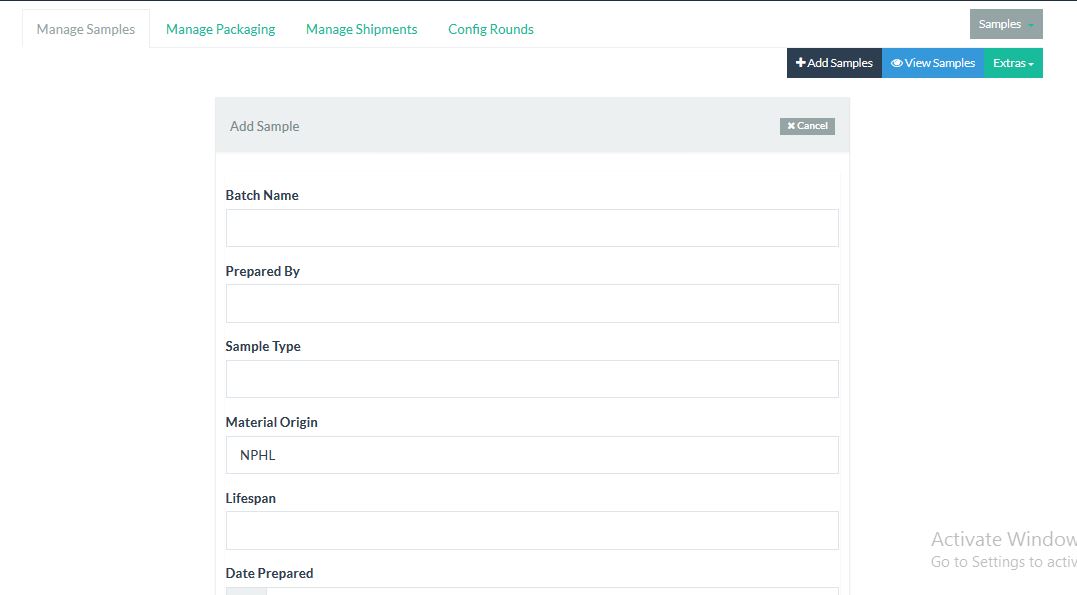 Manage Samples Manage Packaging Manage Shipments Config Rounds Samples
Add Samples View Samples Extras
Add Sample Cancel
Batch Name
Prepared By
Sample Type
Material Origin
NPHL
Lifespan
Activate Window
Go to Settings to activ
Date Prepared